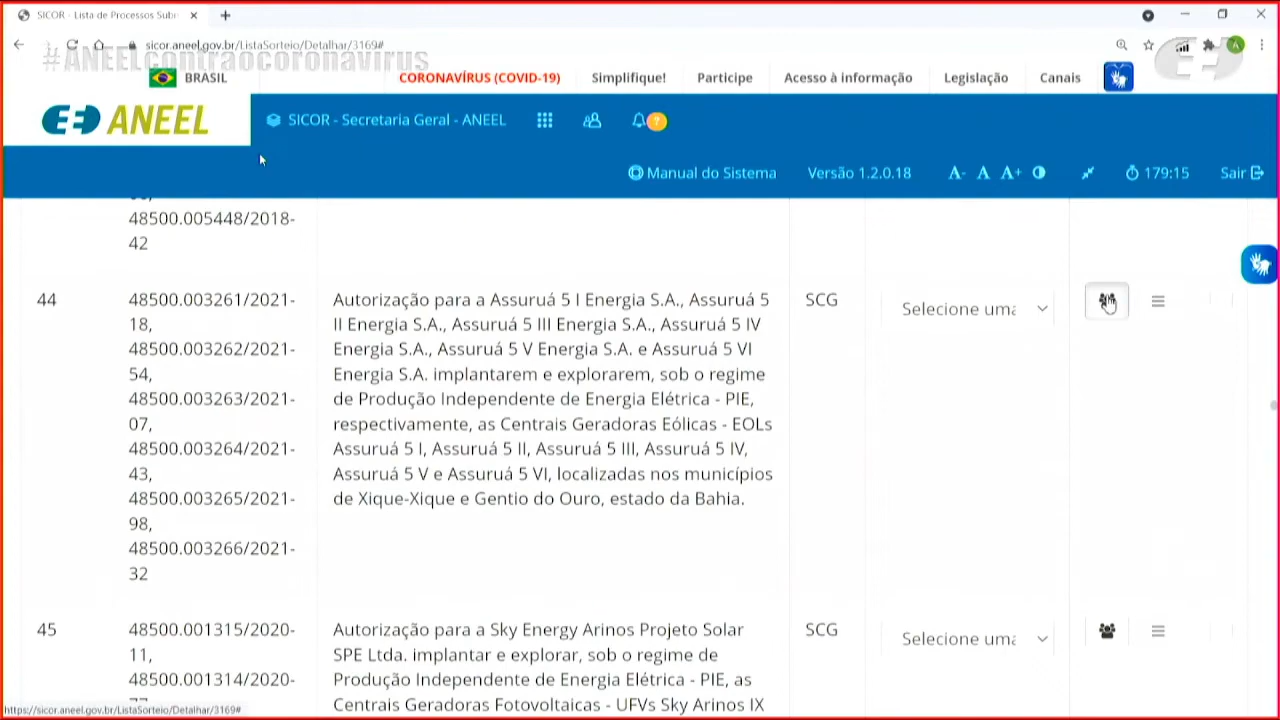 SICOR - Lista de Processos Subm
sicor.aneel.gov.br/ListaSorteio/Detalhar/3169#
A
#ANEELcontraocoronavirus
BRASIL
CORONAVÍRUS (COVID-19)
Simplifique!
Participe
Acesso à informação
Legislação
Canais
ANEEL
SICOR - Secretaria Geral - ANEEL
?
Manual do Sistema
Versão 1.2.0.18
A- A A+
179:15
Sair
48500.005448/2018-
42
44
48500.003261/2021-
18,
48500.003262/2021-
54,
48500.003263/2021-
07,
48500.003264/2021-
43,
48500.003265/2021-
98,
48500.003266/2021-
32
Autorização para a Assuruá 5 I Energia S.A., Assuruá 5
II Energia S.A., Assuruá 5 III Energia S.A., Assuruá 5 IV
Energia S.A., Assuruá 5 V Energia S.A. e Assuruá 5 VI
Energia S.A. implantarem e explorarem, sob o regime
de Produção Independente de Energia Elétrica - PIE,
respectivamente, as Centrais Geradoras Eólicas - EOLs
Assuruá 5 I, Assuruá 5 II, Assuruá 5 III, Assuruá 5 IV,
Assuruá 5 V e Assuruá 5 VI, localizadas nos municípios
de Xique-Xique e Gentio do Ouro, estado da Bahia.
SCG
Selecione uma
45
48500.001315/2020-
11,
48500.001314/2020-
Autorização para a Sky Energy Arinos Projeto Solar
SPE Ltda. implantar e explorar, sob o regime de
Produção Independente de Energia Elétrica - PIE, as
Centrais Geradoras Fotovoltaicas - UFVs Sky Arinos IX
SCG
Selecione uma
https://sicor.aneel.gov.br/ListaSorteio/Detalhar/3169#